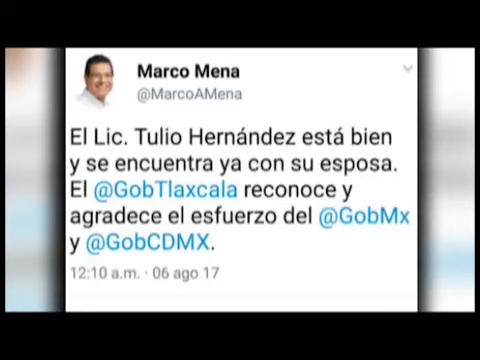 Marco Mena
@MarcoAMena
El Lic. Tulio Hernández está bien
y se encuentra ya con su esposa.
El @GobTlaxcala reconoce y
agradece el esfuerzo del @GobMx
y @GobCDMX.
12:10 a.m. · 06 ago 17